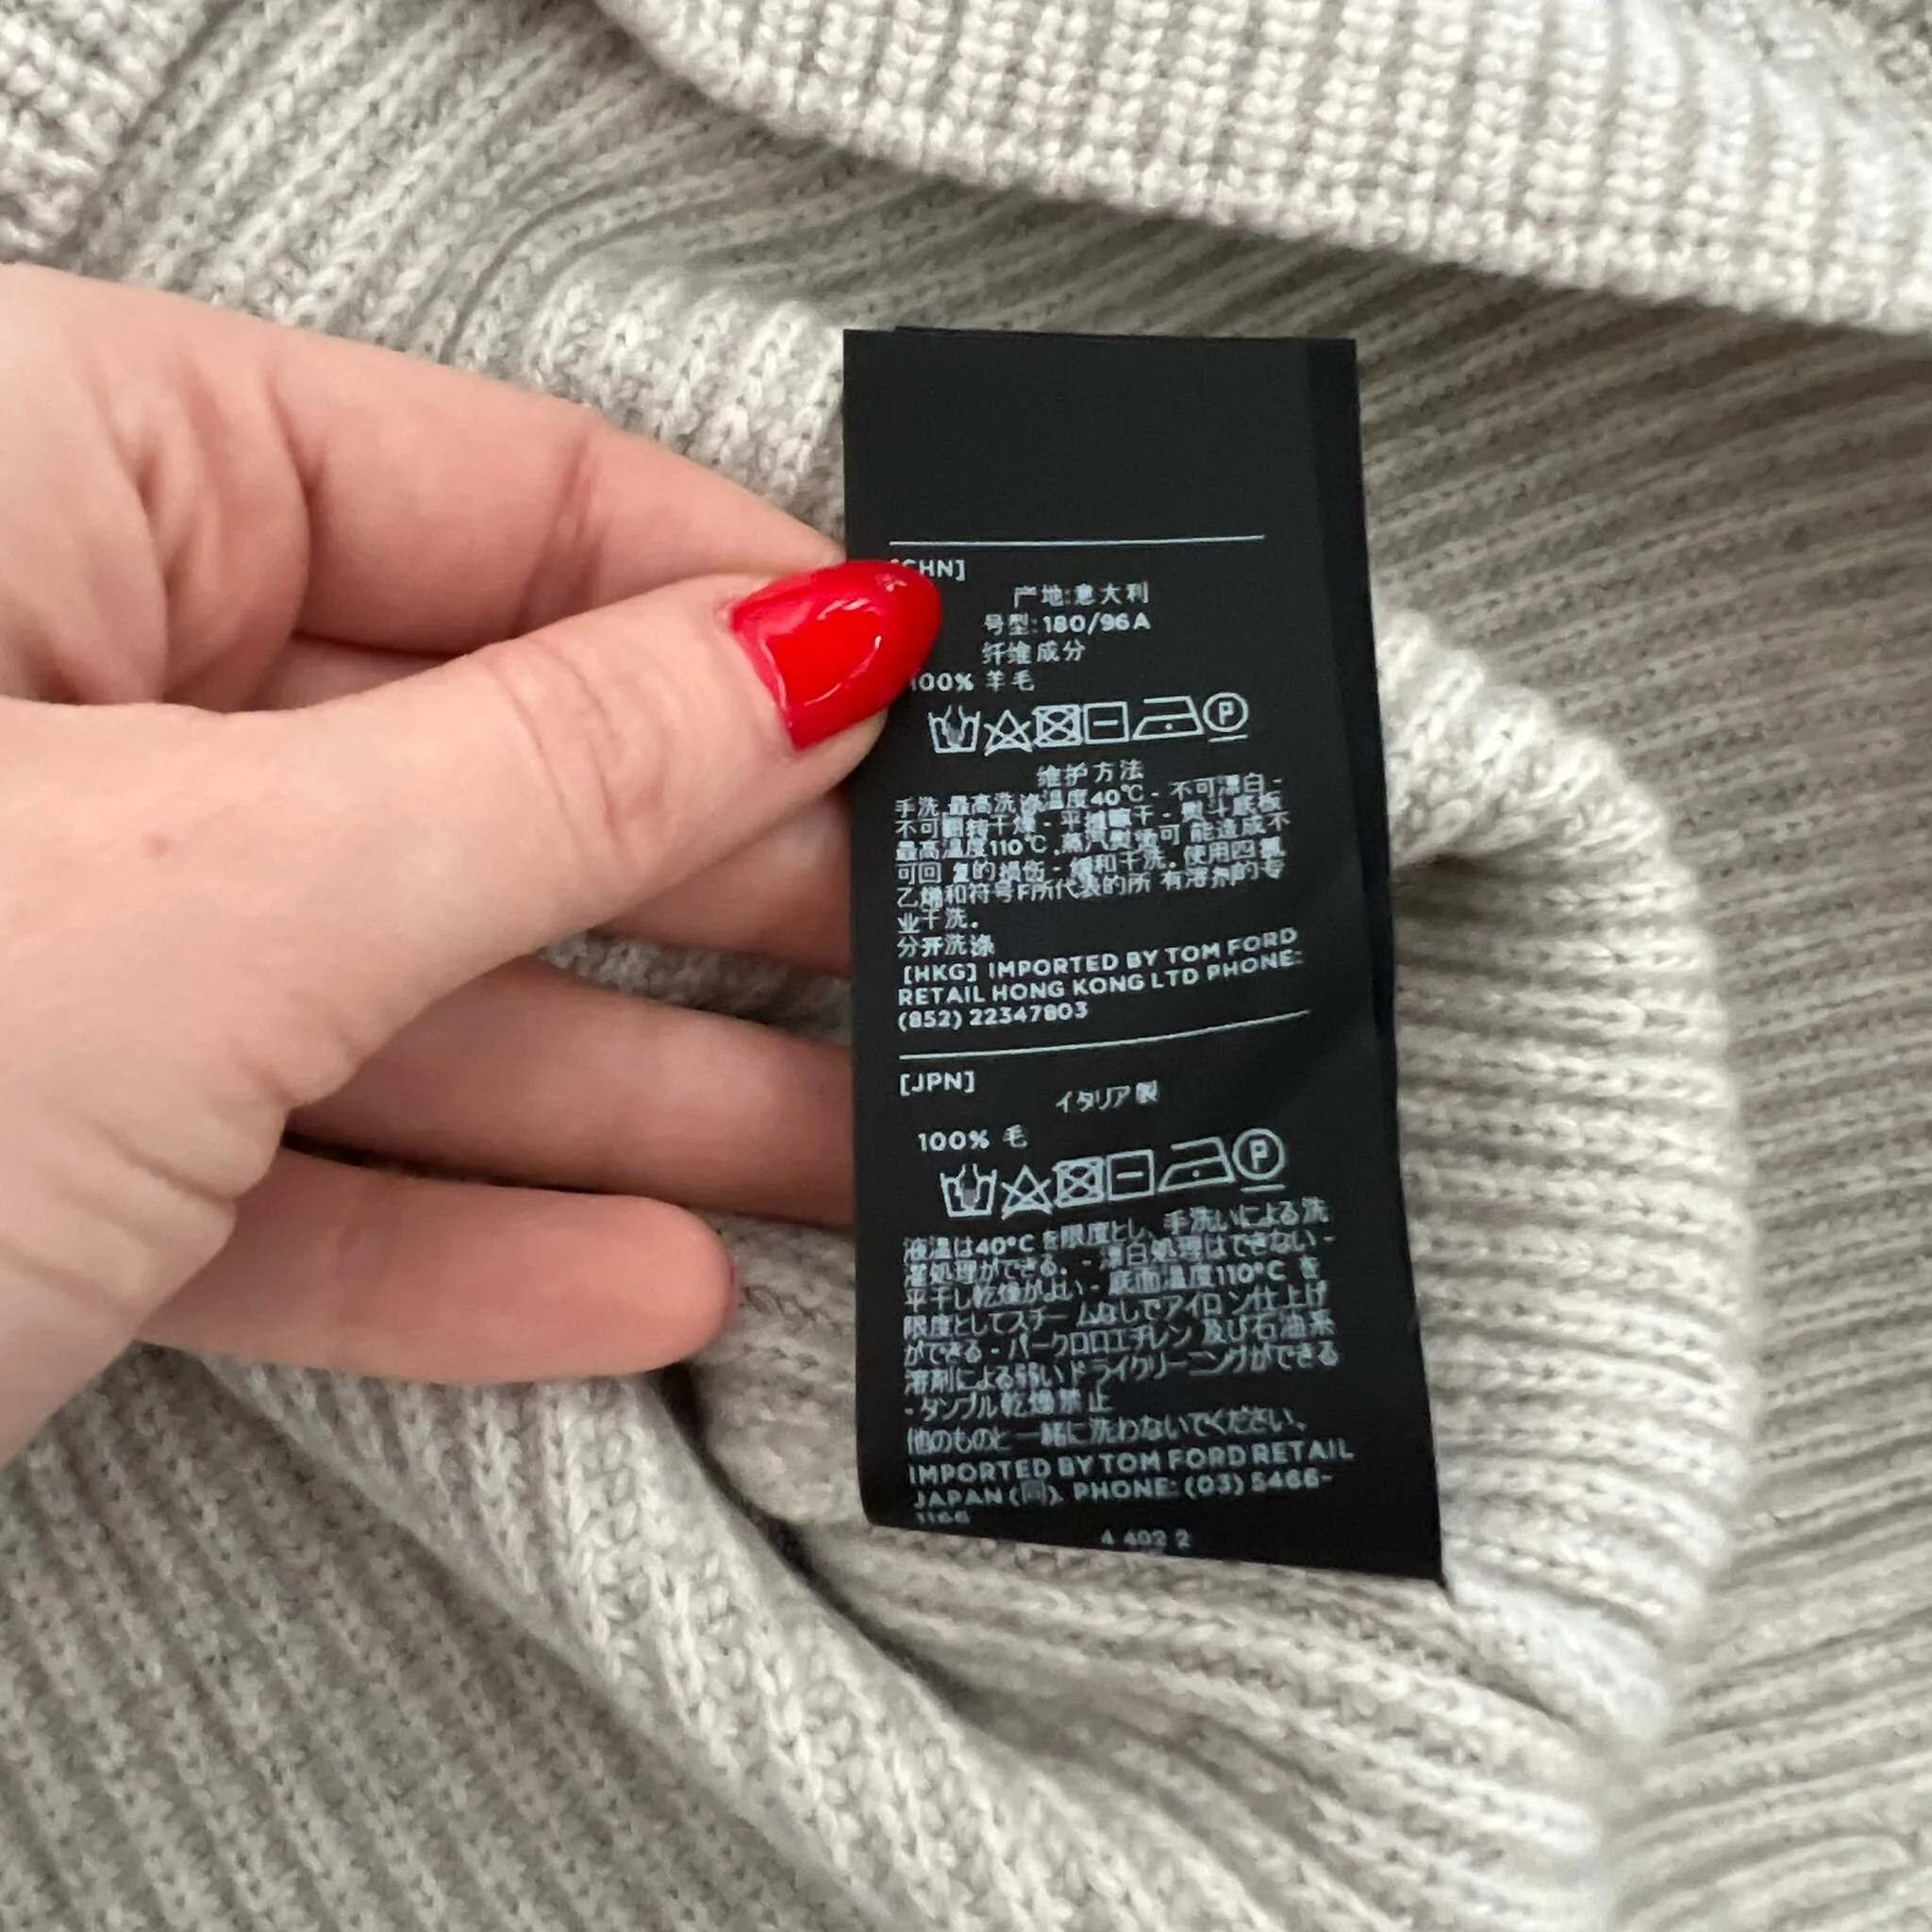 CHN]
产地:意大利
号型: 180/96A
纤维成分
100% 羊毛
P
维护方法
手洗.最高洗涤温度40℃ - 不可漂白 -
不可翻转干燥 - 平摊晾干 - 熨斗底板
最高温度110℃.蒸汽熨烫可 能造成不
可回 复的损伤 - 缓和干洗. 使用四氯
乙烯和符号F所代表的所 有溶剂的专
业干洗.
分开洗涤
[HKG] IMPORTED BY TOM FORD
RETAIL HONG KONG LTD PHONE:
(852) 22347803
[JPN]
イタリア製
100% 毛
P
液温は40°C を限度とし、手洗いによる洗
濯処理ができる. - 漂白処理はできない -
平干し乾燥がよい - 底面温度110°C を
限度としてスチー ムなしでアイロ ン仕上げ
ができる - パークロロエチレン 及び石油系
溶剤による弱いドライクリーニングができる
- タンブル乾燥禁止
他のものと一緒に洗わないでください、
IMPORTED BY TOM FORD RETAIL
JAPAN (同). PHONE: (03) 5466-
1166
4 402 2